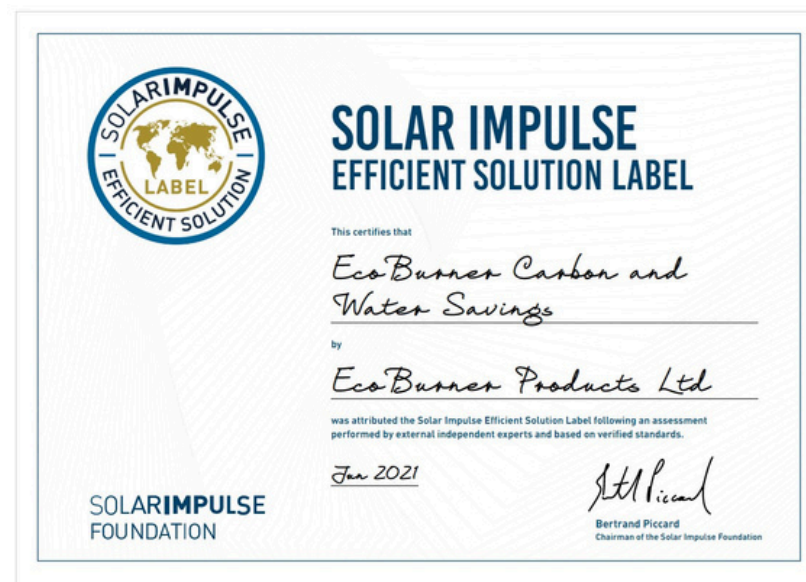 SOLARIMPULSE
LABEL
EFFICIENT SOLUTION
SOLAR IMPULSE
EFFICIENT SOLUTION LABEL
This certifies that
EcoBurner Carbon and
Water Savings
by
EcoBurner Products Ltd
was attributed the Solar Impulse Efficient Solution Label following an assessment
performed by external independent experts and based on verified standards.
Jun 2021
Bertrand Piccard
Chairman of the Solar Impulse Foundation
SOLARIMPULSE
FOUNDATION